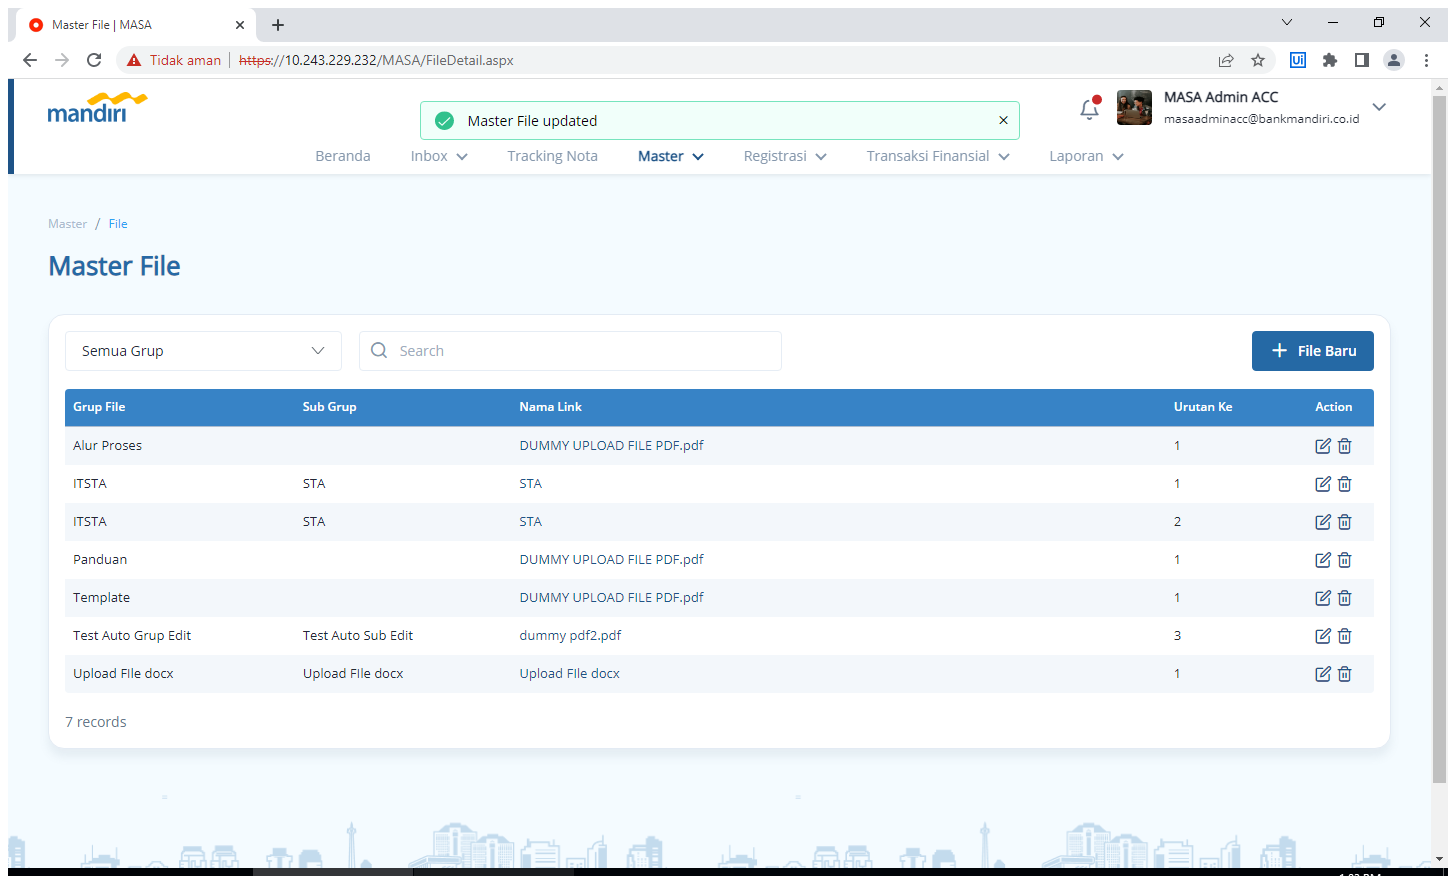 Master File | MASA
Tidak aman
https://10.243.229.232/MASA/FileDetail.aspx
Ui
mandiri
Master File updated
MASA Admin ACC
masaadminacc@bankmandiri.co.id
Beranda Inbox Tracking Nota Master Registrasi Transaksi Finansial Laporan
Master / File
Master File
Semua Grup
Search
File Baru
Grup File Sub Grup Nama Link Urutan Ke Action
Alur Proses DUMMY UPLOAD FILE PDF.pdf 1
ITSTA STA STA 1
ITSTA STA STA 2
Panduan DUMMY UPLOAD FILE PDF.pdf 1
Template DUMMY UPLOAD FILE PDF.pdf 1
Test Auto Grup Edit Test Auto Sub Edit dummy pdf2.pdf 3
Upload FIle docx Upload FIle docx Upload FIle docx 1
7 records